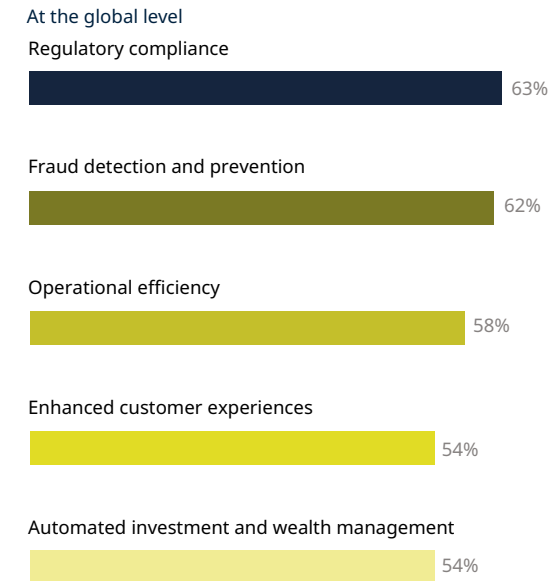 At the global level
Regulatory compliance
63%
Fraud detection and prevention
62%
Operational efficiency
58%
Enhanced customer experiences
54%
Automated investment and wealth management
54%